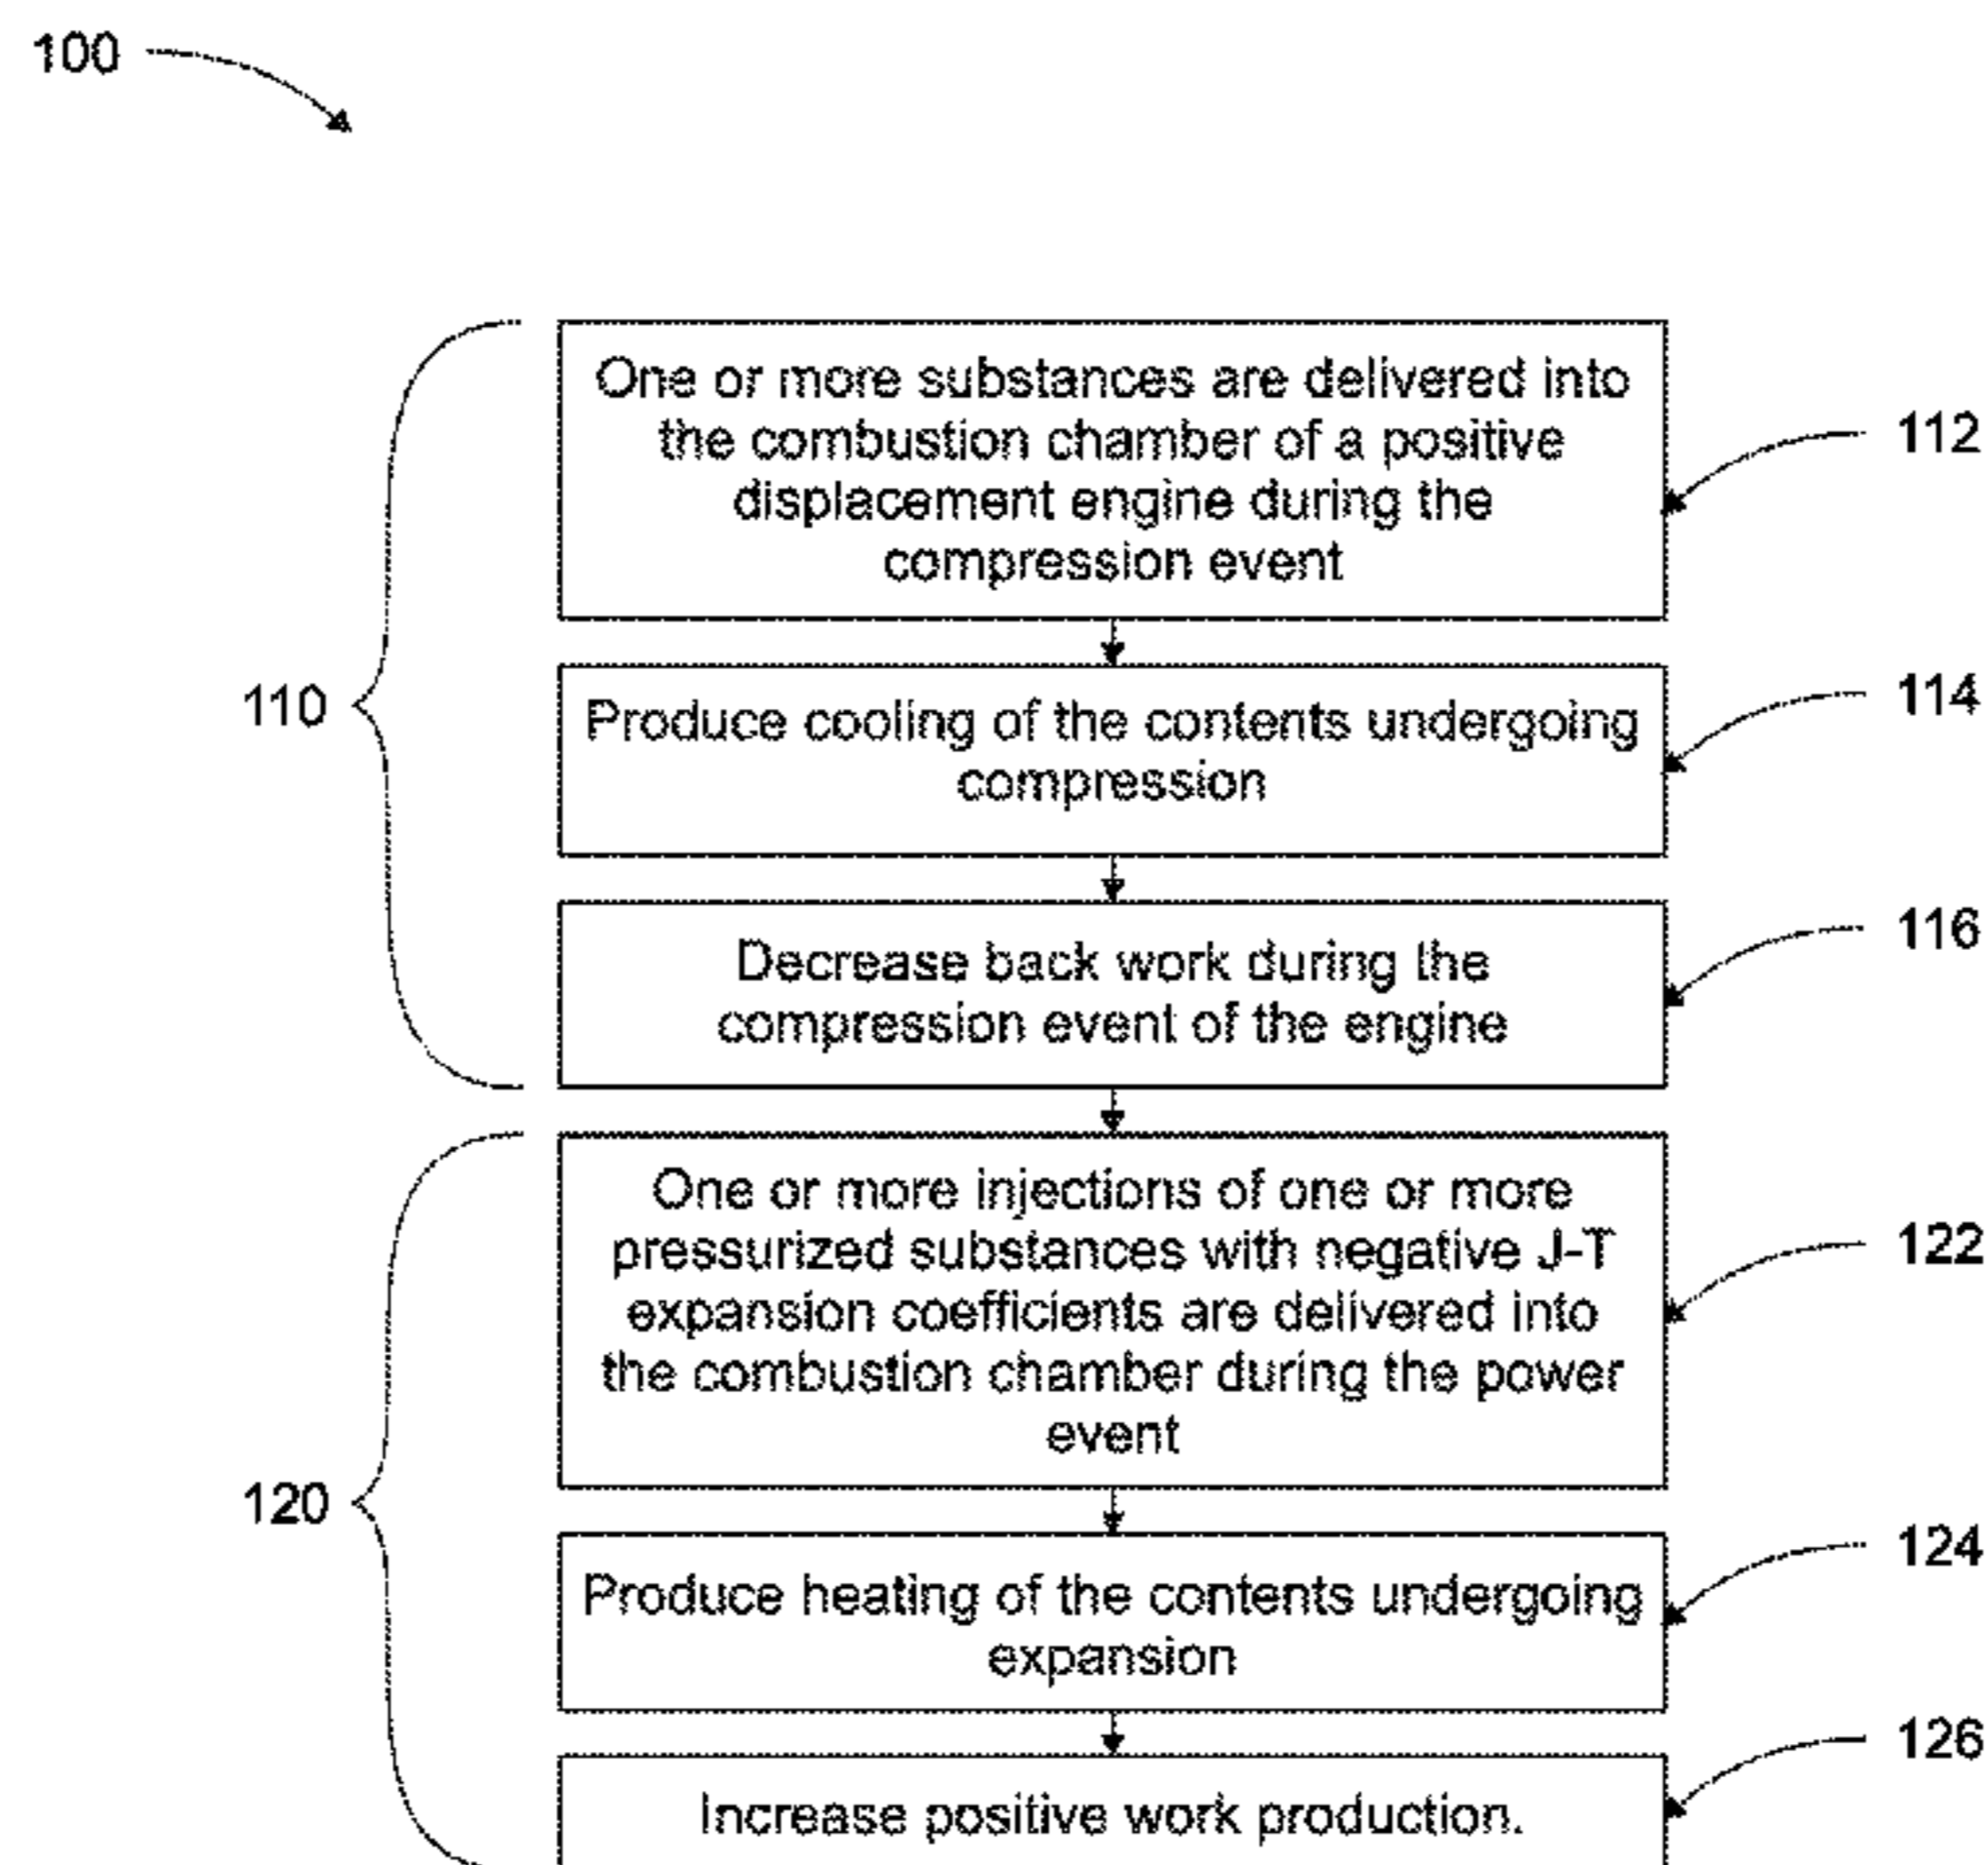 100
One or more substances are delivered into
the combustion chamber of a positive
displacement engine during the
compression event
112
Produce cooling of the contents undergoing
compression
114
110
Decrease back work during the
compression event of the engine
116
One or more injections of one or more
pressurized substances with negative J-T
expansion coefficients are delivered into
the combustion chamber during the power
event
122
120
Produce heating of the contents undergoing
expansion
124
Increase positive work production.
126